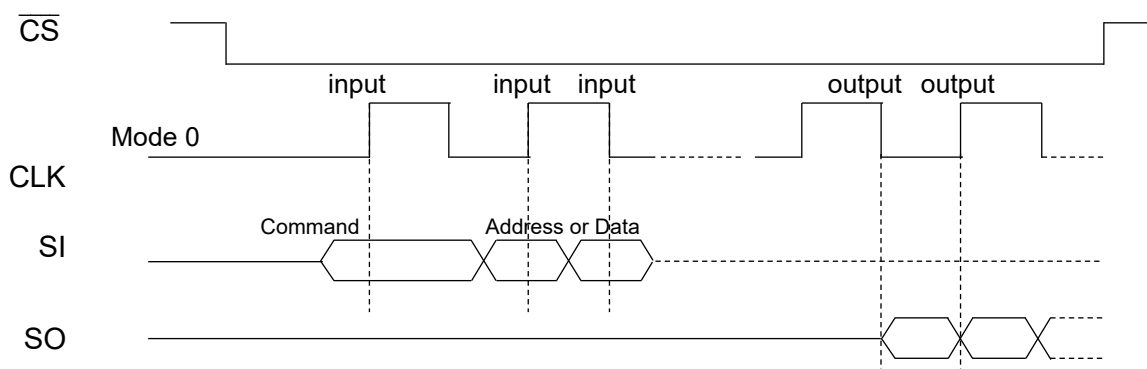 CS
input input input output output
Mode 0
CLK
Command Address or Data
SI
SO